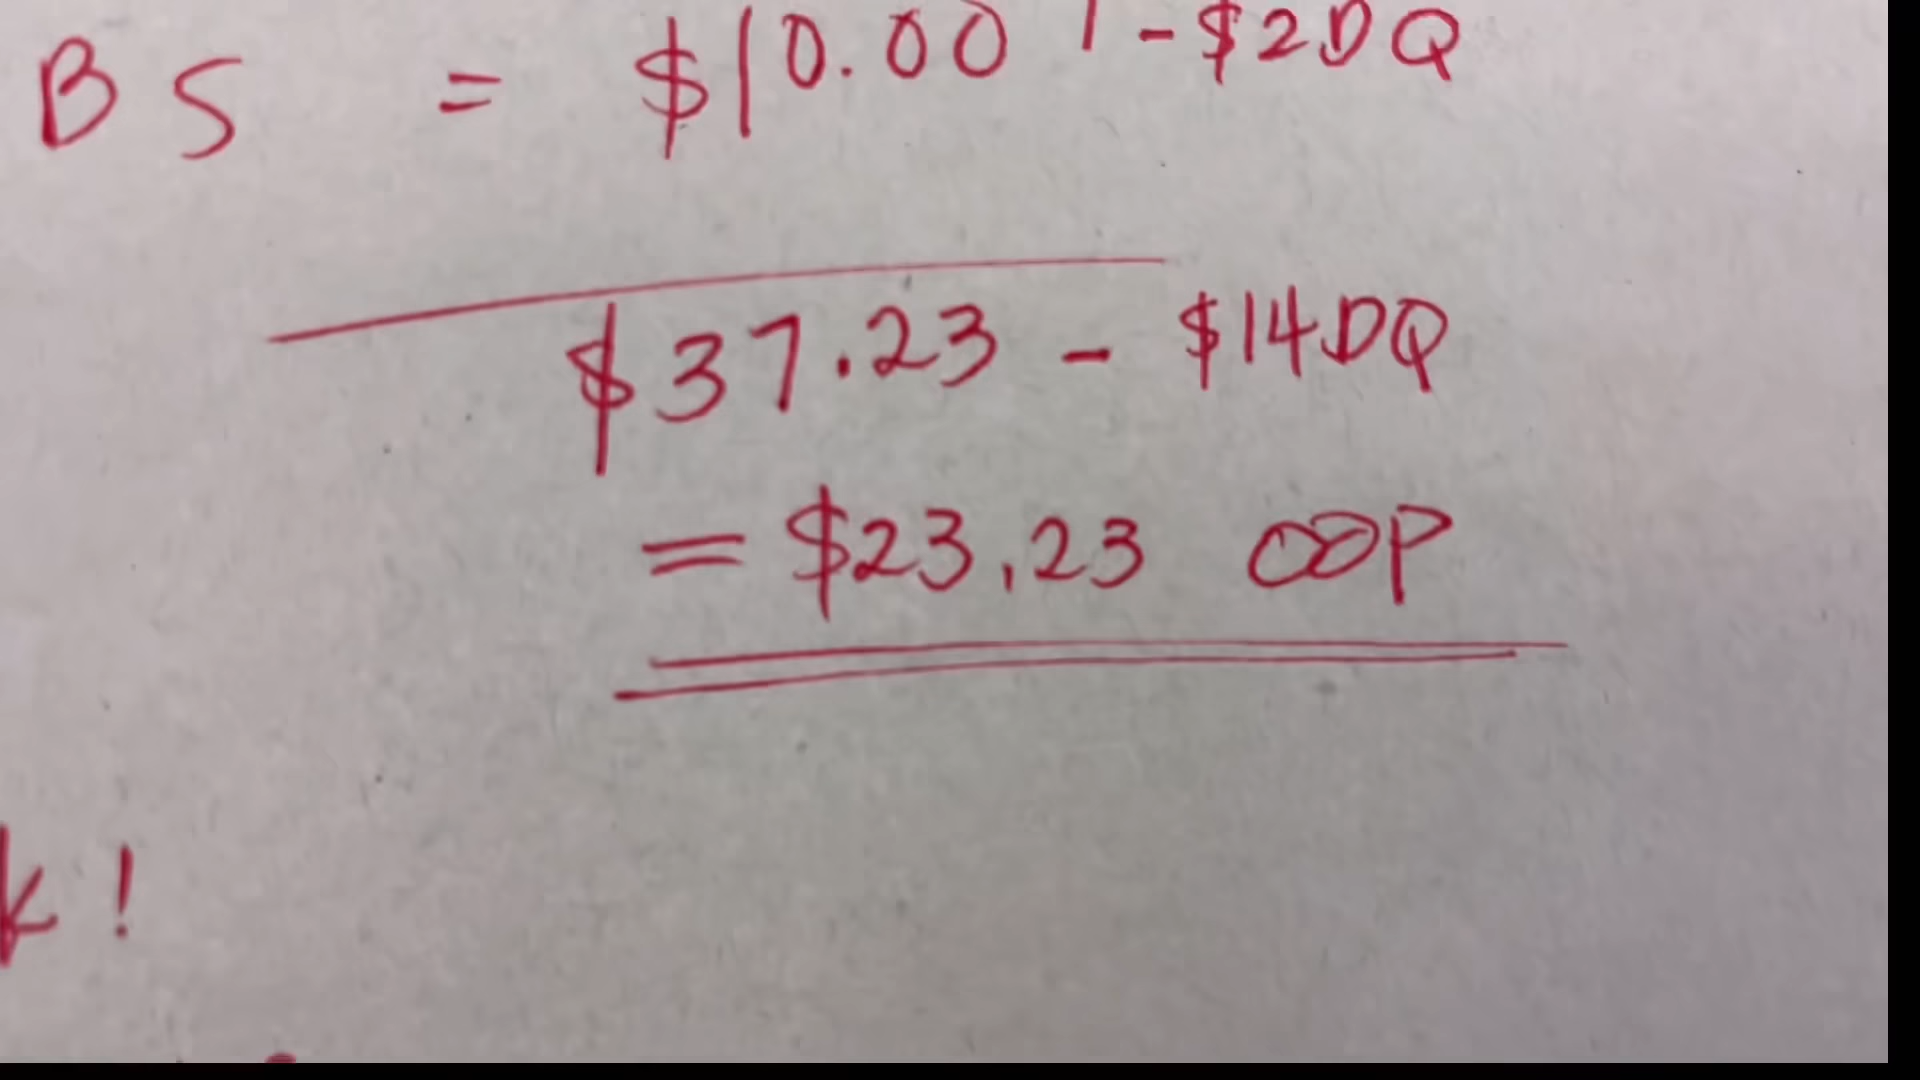 BS = $10.00 - $2DQ
$37.23 - $14DQ
= $23.23 OOP
k!